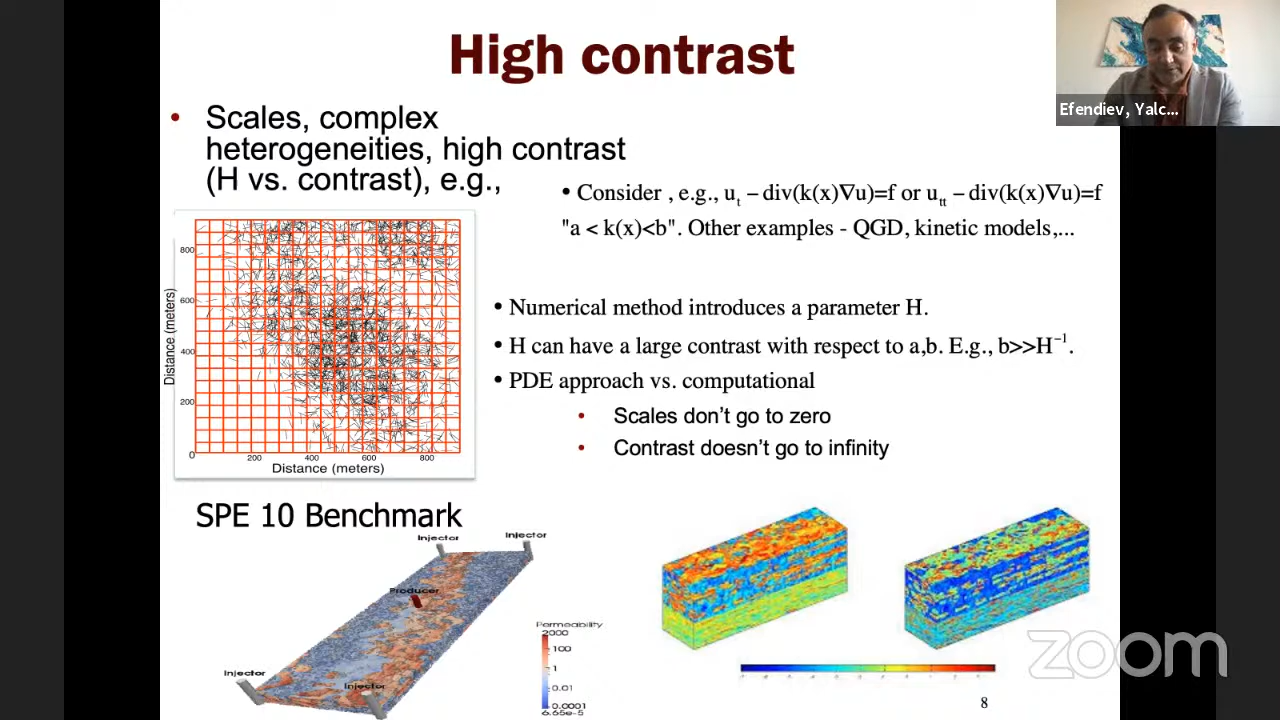 High contrast
Efendiev, Yalc...
• Scales, complex
heterogeneities, high contrast
(H vs. contrast), e.g.,
• Consider , e.g., uₜ − div(k(x)∇u)=f or uₜₜ − div(k(x)∇u)=f
"a < k(x)<b". Other examples - QGD, kinetic models,...
• Numerical method introduces a parameter H.
• H can have a large contrast with respect to a,b. E.g., b>>H⁻¹.
• PDE approach vs. computational
• Scales don't go to zero
• Contrast doesn't go to infinity
Distance (meters)
800
600
400
200
0
200 400 600 800
Distance (meters)
SPE 10 Benchmark
Injector
Injector
Producer
Injector
Injector
Permeability
2000
100
1
0.01
0.0001
6.65e-5
zoom
8